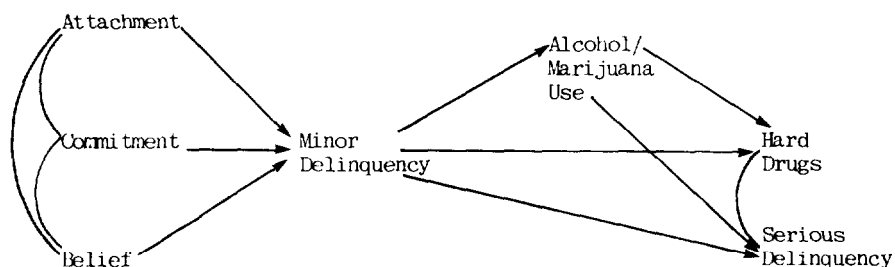 Attachment
Alcohol/
Marijuana
Use
Commitment
Minor
Delinquency
Hard
Drugs
Belief
Serious
Delinquency